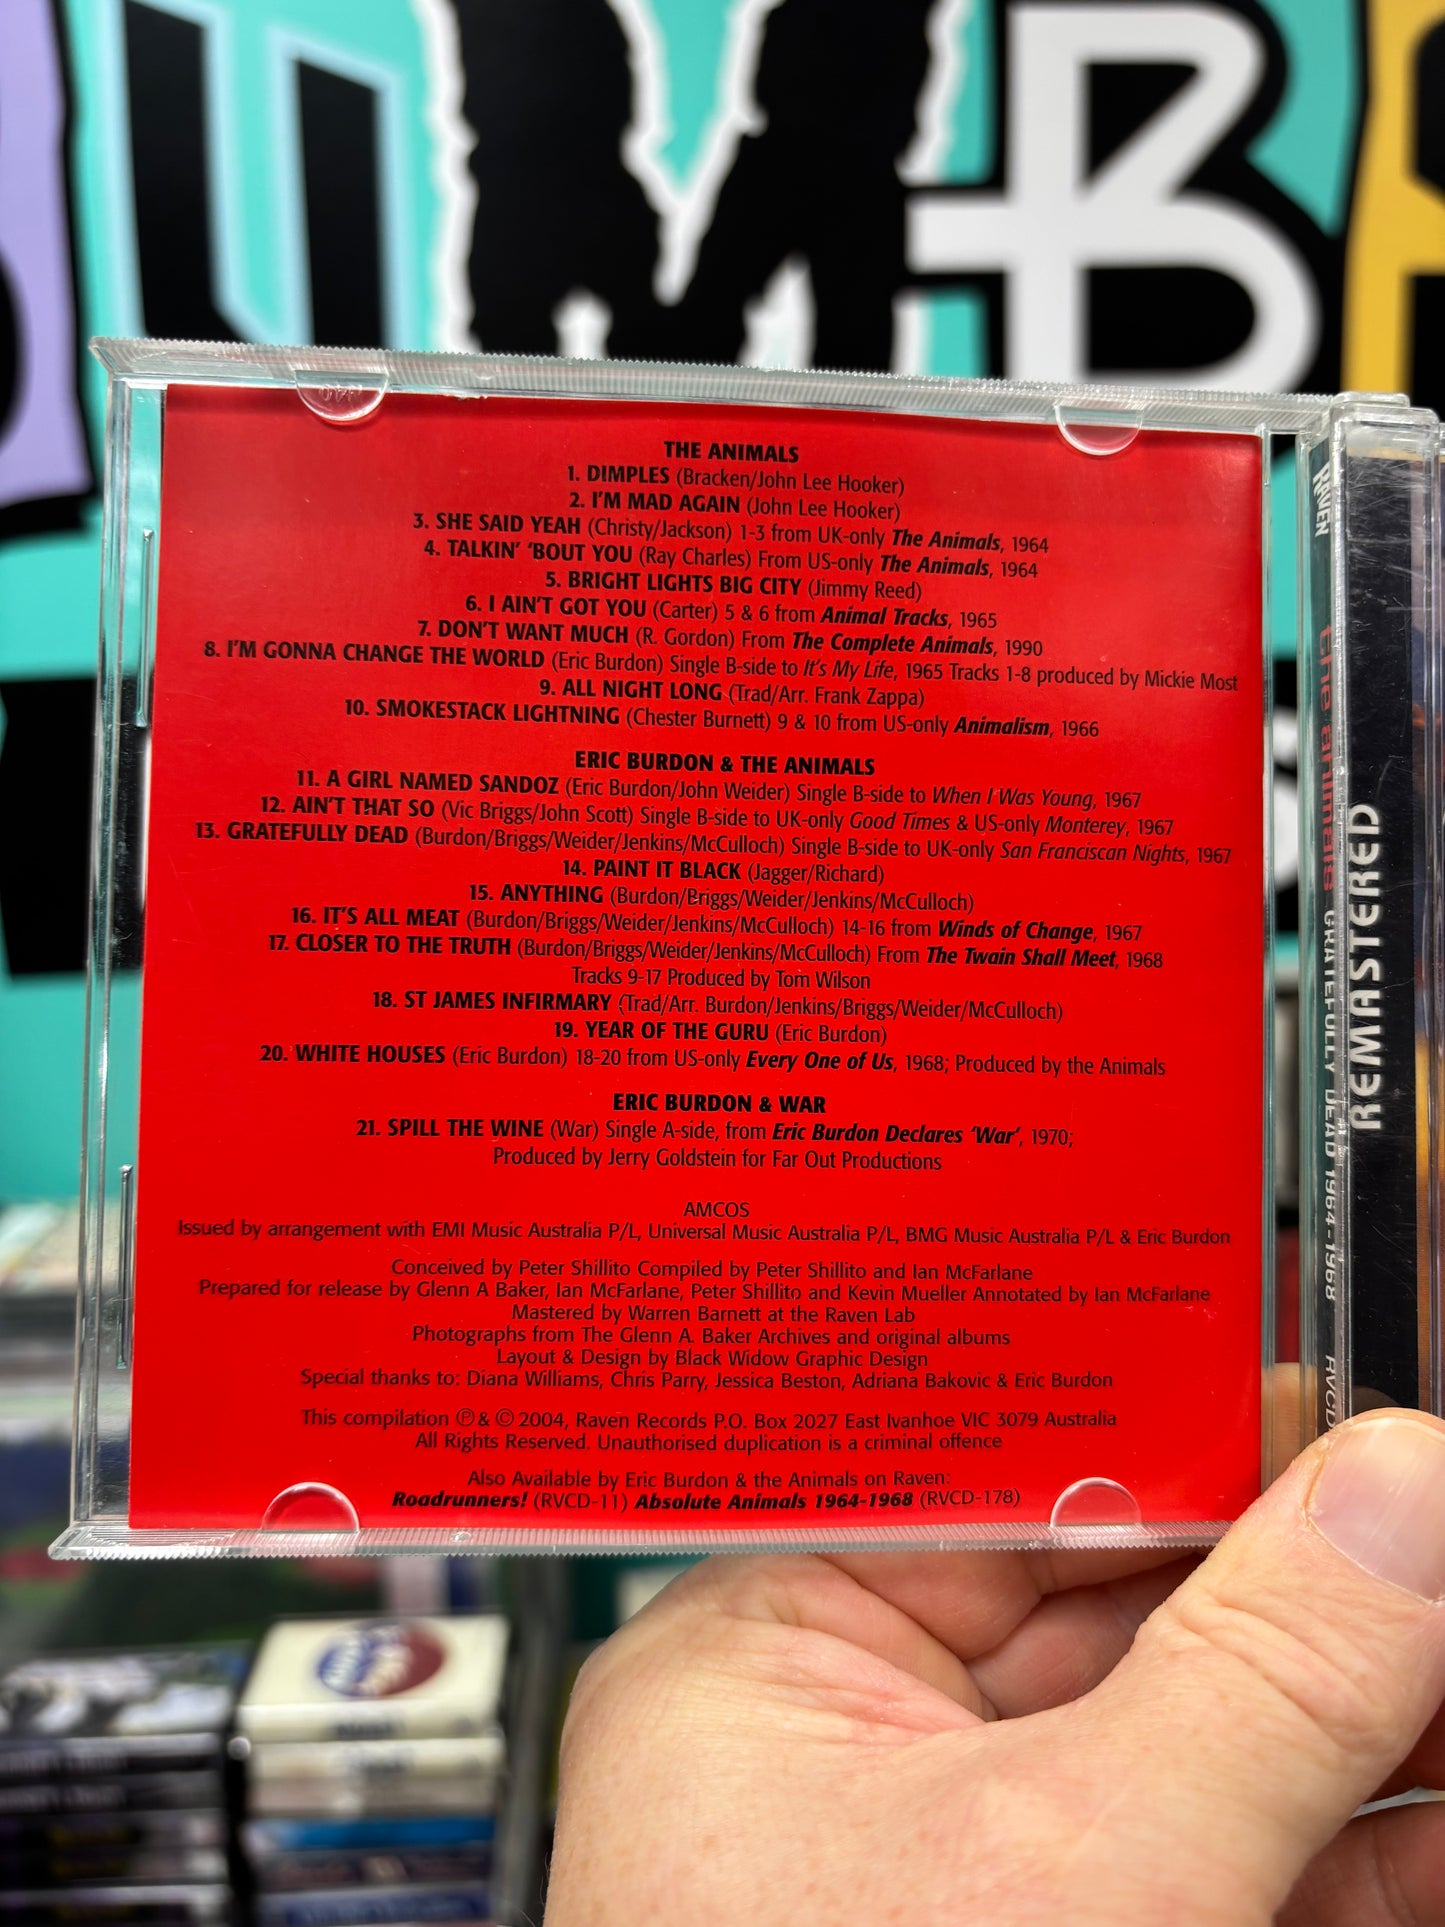 THE ANIMALS
1. DIMPLES (Bracken/John Lee Hooker)
2. I'M MAD AGAIN (John Lee Hooker)
3. SHE SAID YEAH (Christy/Jackson) 1-3 from UK-only The Animals, 1964
4. TALKIN' 'BOUT YOU (Ray Charles) From US-only The Animals, 1964
5. BRIGHT LIGHTS BIG CITY (Jimmy Reed)
6. I AIN'T GOT YOU (Carter) 5 & 6 from Animal Tracks, 1965
7. DON'T WANT MUCH (R. Gordon) From The Complete Animals, 1990
8. I'M GONNA CHANGE THE WORLD (Eric Burdon) Single B-side to It's My Life, 1965 Tracks 1-8 produced by Mickie Most
9. ALL NIGHT LONG (Trad/Arr. Frank Zappa)
10. SMOKESTACK LIGHTNING (Chester Burnett) 9 & 10 from US-only Animalism, 1966
ERIC BURDON & THE ANIMALS
11. A GIRL NAMED SANDOZ (Eric Burdon/John Weider) Single B-side to When I Was Young, 1967
12. AIN'T THAT SO (Vic Briggs/John Scott) Single B-side to UK-only Good Times & US-only Monterey, 1967
13. GRATEFULLY DEAD (Burdon/Briggs/Weider/Jenkins/McCulloch) Single B-side to UK-only San Franciscan Nights, 1967
14. PAINT IT BLACK (Jagger/Richard)
15. ANYTHING (Burdon/Briggs/Weider/Jenkins/McCulloch)
16. IT'S ALL MEAT (Burdon/Briggs/Weider/Jenkins/McCulloch) 14-16 from Winds of Change, 1967
17. CLOSER TO THE TRUTH (Burdon/Briggs/Weider/Jenkins/McCulloch) From The Twain Shall Meet, 1968
Tracks 9-17 Produced by Tom Wilson
18. ST JAMES INFIRMARY (Trad/Arr. Burdon/Jenkins/Briggs/Weider/McCulloch)
19. YEAR OF THE GURU (Eric Burdon)
20. WHITE HOUSES (Eric Burdon) 18-20 from US-only Every One of Us, 1968; Produced by the Animals
ERIC BURDON & WAR
21. SPILL THE WINE (War) Single A-side, from Eric Burdon Declares 'War', 1970;
Produced by Jerry Goldstein for Far Out Productions
AMCOS
Issued by arrangement with EMI Music Australia P/L, Universal Music Australia P/L, BMG Music Australia P/L & Eric Burdon
Conceived by Peter Shillito Compiled by Peter Shillito and Ian McFarlane
Prepared for release by Glenn A Baker, Ian McFarlane, Peter Shillito and Kevin Mueller Annotated by Ian McFarlane
Mastered by Warren Barnett at the Raven Lab
Photographs from The Glenn A. Baker Archives and original albums
Layout & Design by Black Widow Graphic Design
Special thanks to: Diana Williams, Chris Parry, Jessica Beston, Adriana Bakovic & Eric Burdon
This compilation ℗ & © 2004, Raven Records P.O. Box 2027 East Ivanhoe VIC 3079 Australia
All Rights Reserved. Unauthorised duplication is a criminal offence
Also Available by Eric Burdon & the Animals on Raven:
Roadrunners! (RVCD-11) Absolute Animals 1964-1968 (RVCD-178)
RAVEN
the animals GRATEFULLY DEAD 1964-1968 RVCD
REMASTERED